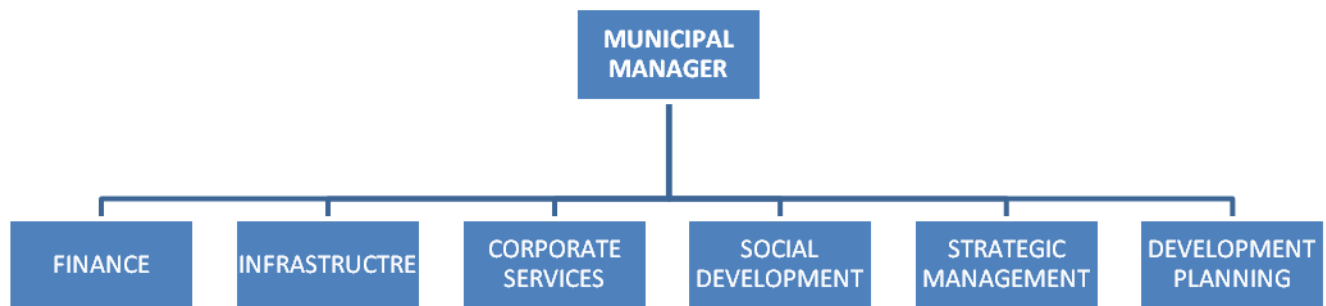 MUNICIPAL
MANAGER
FINANCE
INFRASTRUCTRE
CORPORATE
SERVICES
SOCIAL
DEVELOPMENT
STRATEGIC
MANAGEMENT
DEVELOPMENT
PLANNING